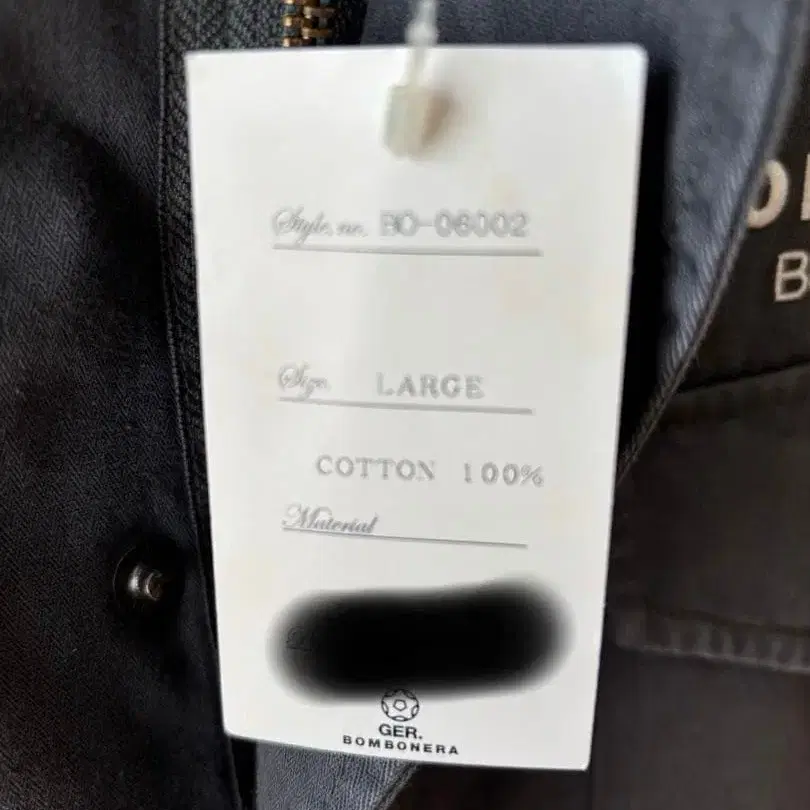 Style. no. BO-06002
Size. LARGE
COTTON 100%
Material
GER.
BOMBONERA
B